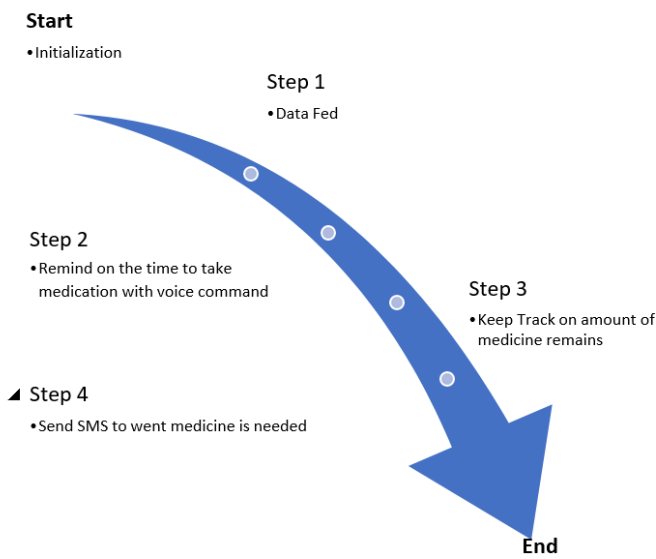 Start
•Initialization
Step 1
•Data Fed
Step 2
•Remind on the time to take
medication with voice command
Step 3
•Keep Track on amount of
medicine remains
Step 4
•Send SMS to went medicine is needed
End